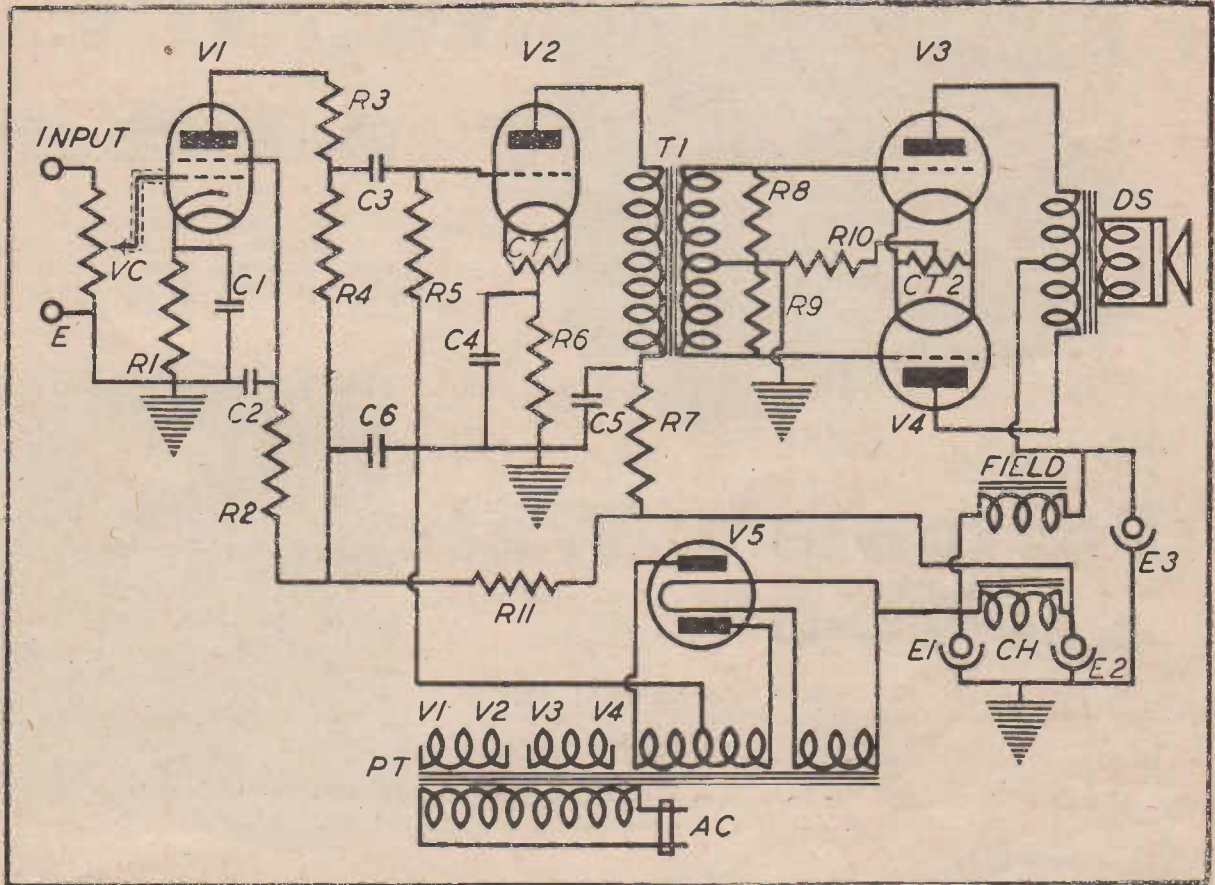 V1
V2
V3
INPUT
R3
T1
C3
R8
DS
VC
R10
CT1
CT2
E
C1
R4
R5
R9
R1
C4
R6
C2
C6
C5
R7
V4
FIELD
R2
V5
E3
R11
E1
CH
E2
V1 V2 V3 V4
PT
AC